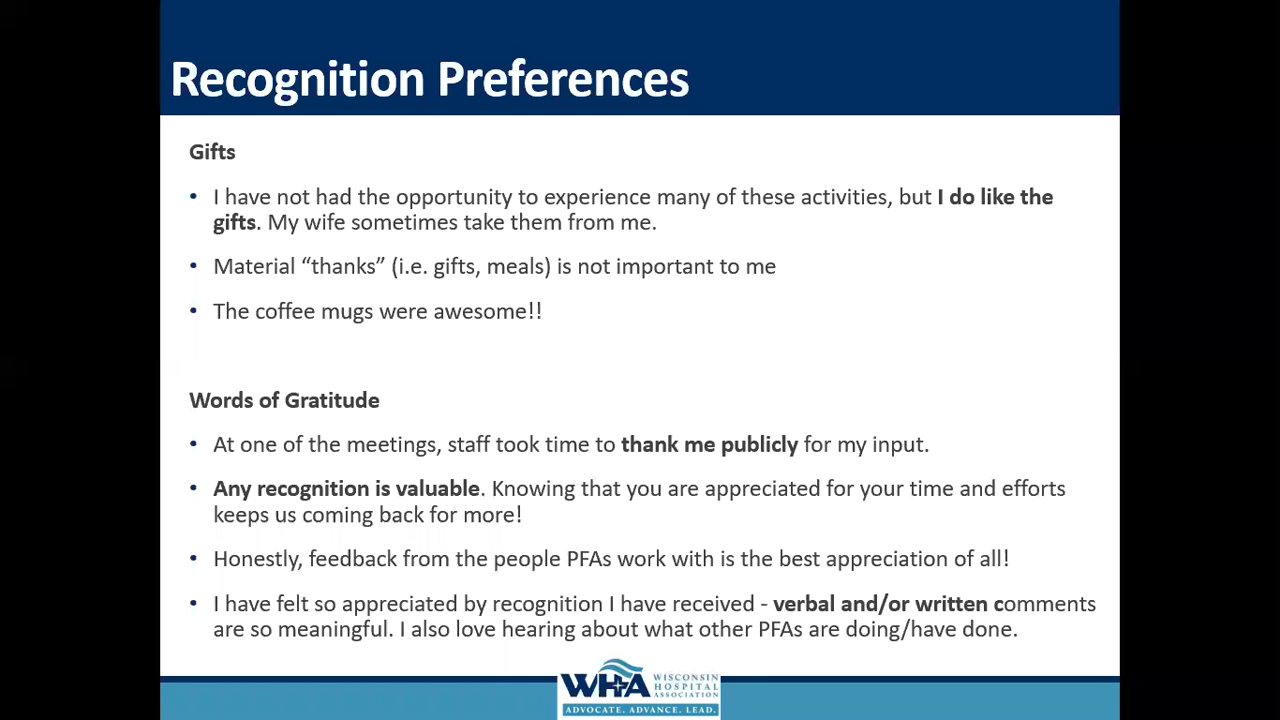 Recognition Preferences
Gifts
• I have not had the opportunity to experience many of these activities, but I do like the
gifts. My wife sometimes take them from me.
• Material “thanks” (i.e. gifts, meals) is not important to me
• The coffee mugs were awesome!!
Words of Gratitude
• At one of the meetings, staff took time to thank me publicly for my input.
• Any recognition is valuable. Knowing that you are appreciated for your time and efforts
keeps us coming back for more!
• Honestly, feedback from the people PFAs work with is the best appreciation of all!
• I have felt so appreciated by recognition I have received - verbal and/or written comments
are so meaningful. I also love hearing about what other PFAs are doing/have done.
WHA
WISCONSIN
HOSPITAL
ASSOCIATION
ADVOCATE. ADVANCE. LEAD.